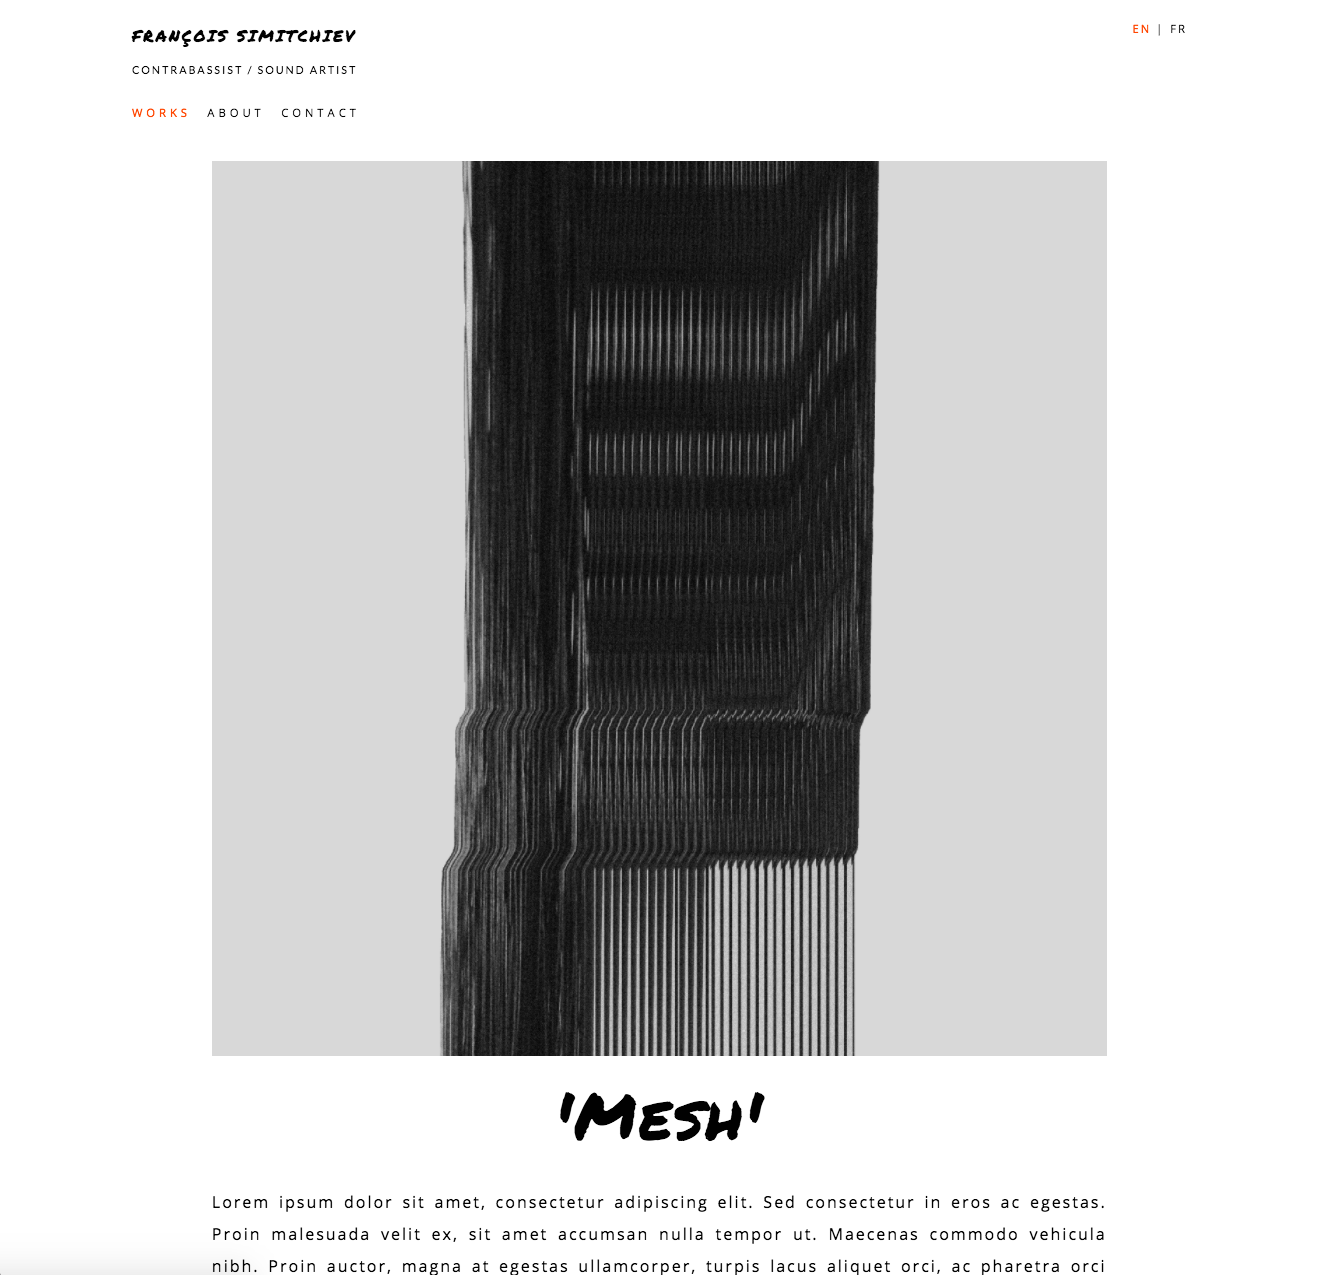 FRANÇOIS SIMITCHIEV
EN | FR
CONTRABASSIST / SOUND ARTIST
WORKS ABOUT CONTACT
'MESH'
Lorem ipsum dolor sit amet, consectetur adipiscing elit. Sed consectetur in eros ac egestas.
Proin malesuada velit ex, sit amet accumsan nulla tempor ut. Maecenas commodo vehicula
nibh. Proin auctor, magna at egestas ullamcorper, turpis lacus aliquet orci, ac pharetra orci